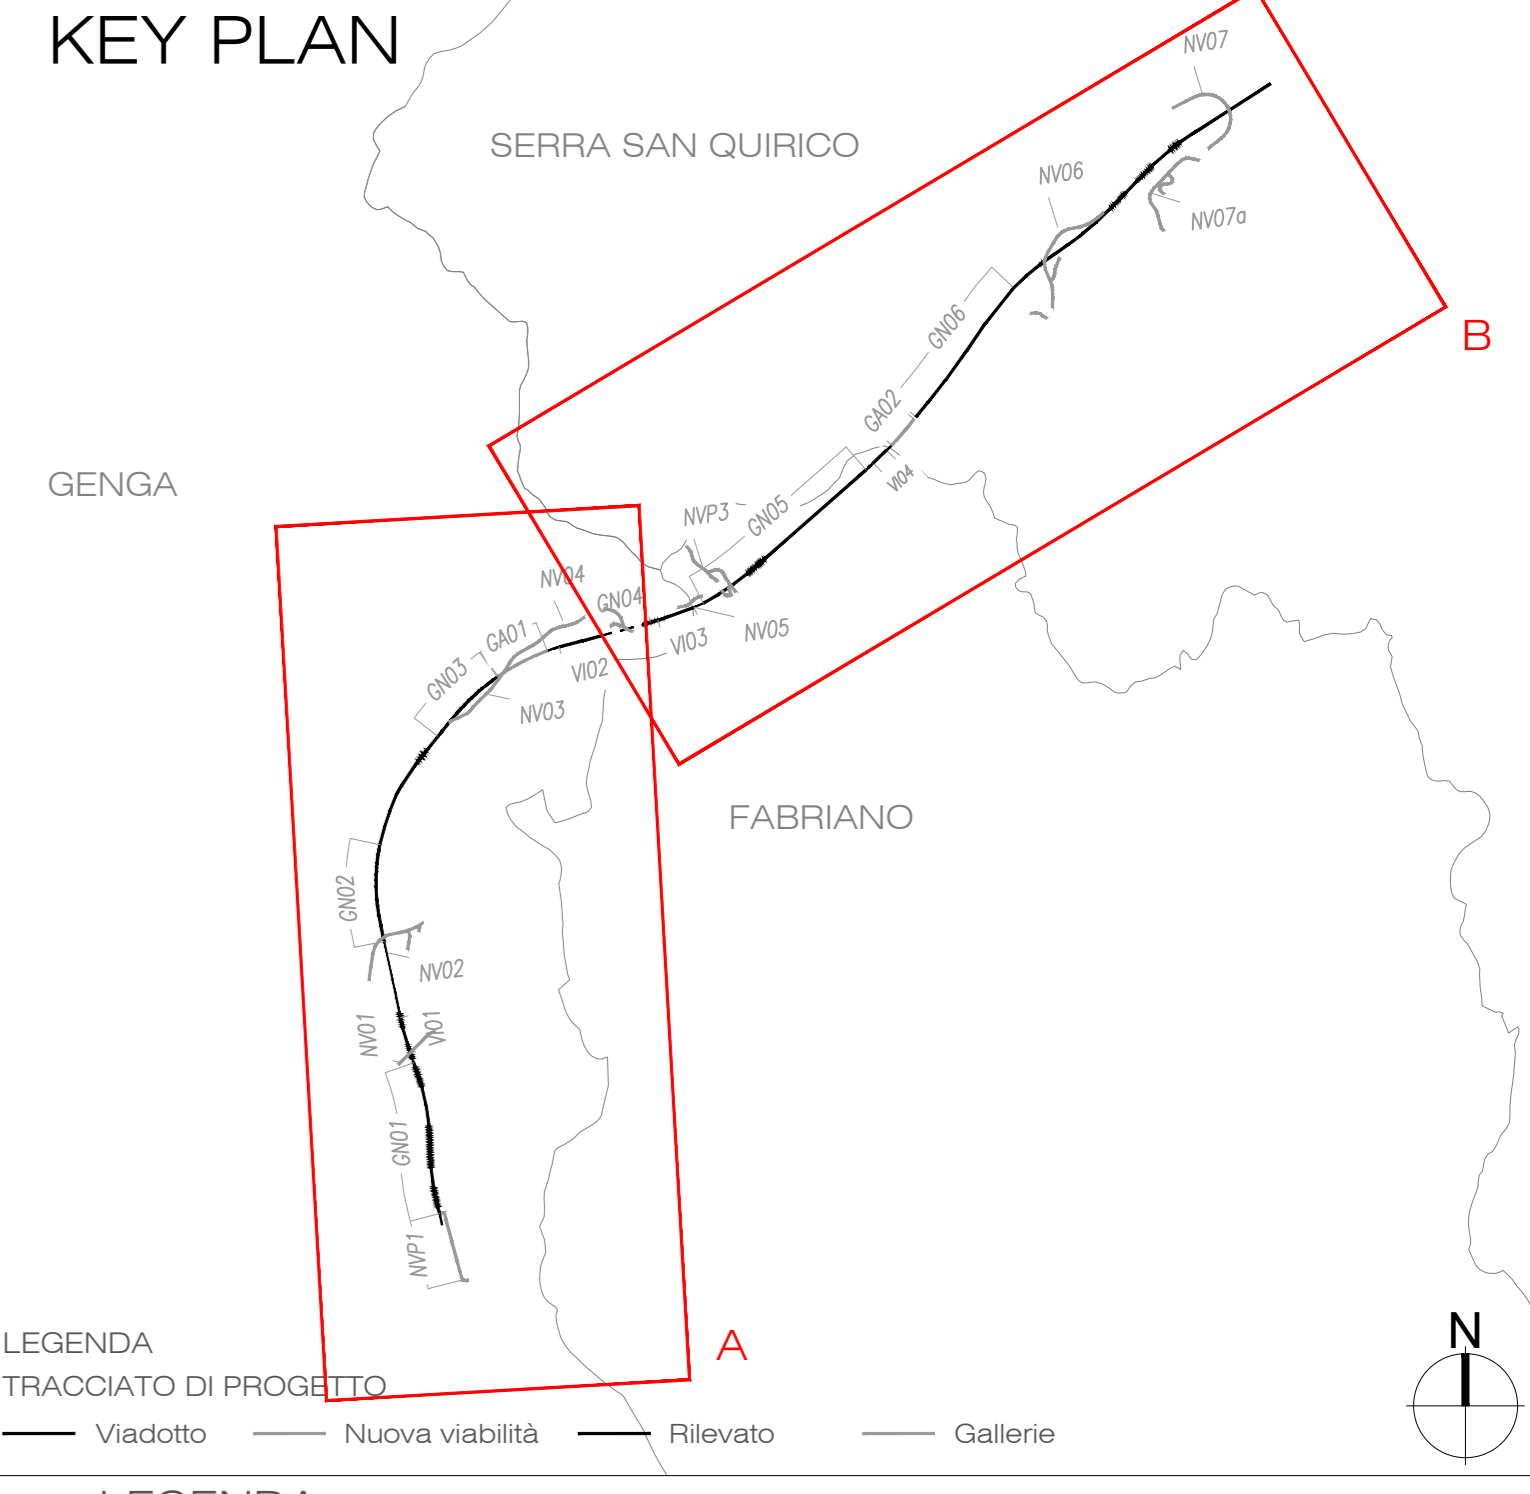 KEY PLAN
NV07
SERRA SAN QUIRICO
NV06
NV07a
GN06
B
GA02
GENGA
VI04
NVP3
GN05
NV04
GN04
GA01
NV05
VI03
GN03
VI02
NV03
FABRIANO
GN02
NV02
NV01
VI01
GN01
NVP1
N
LEGENDA
A
TRACCIATO DI PROGETTO
Viadotto Nuova viabilità Rilevato Gallerie
LEGENDA